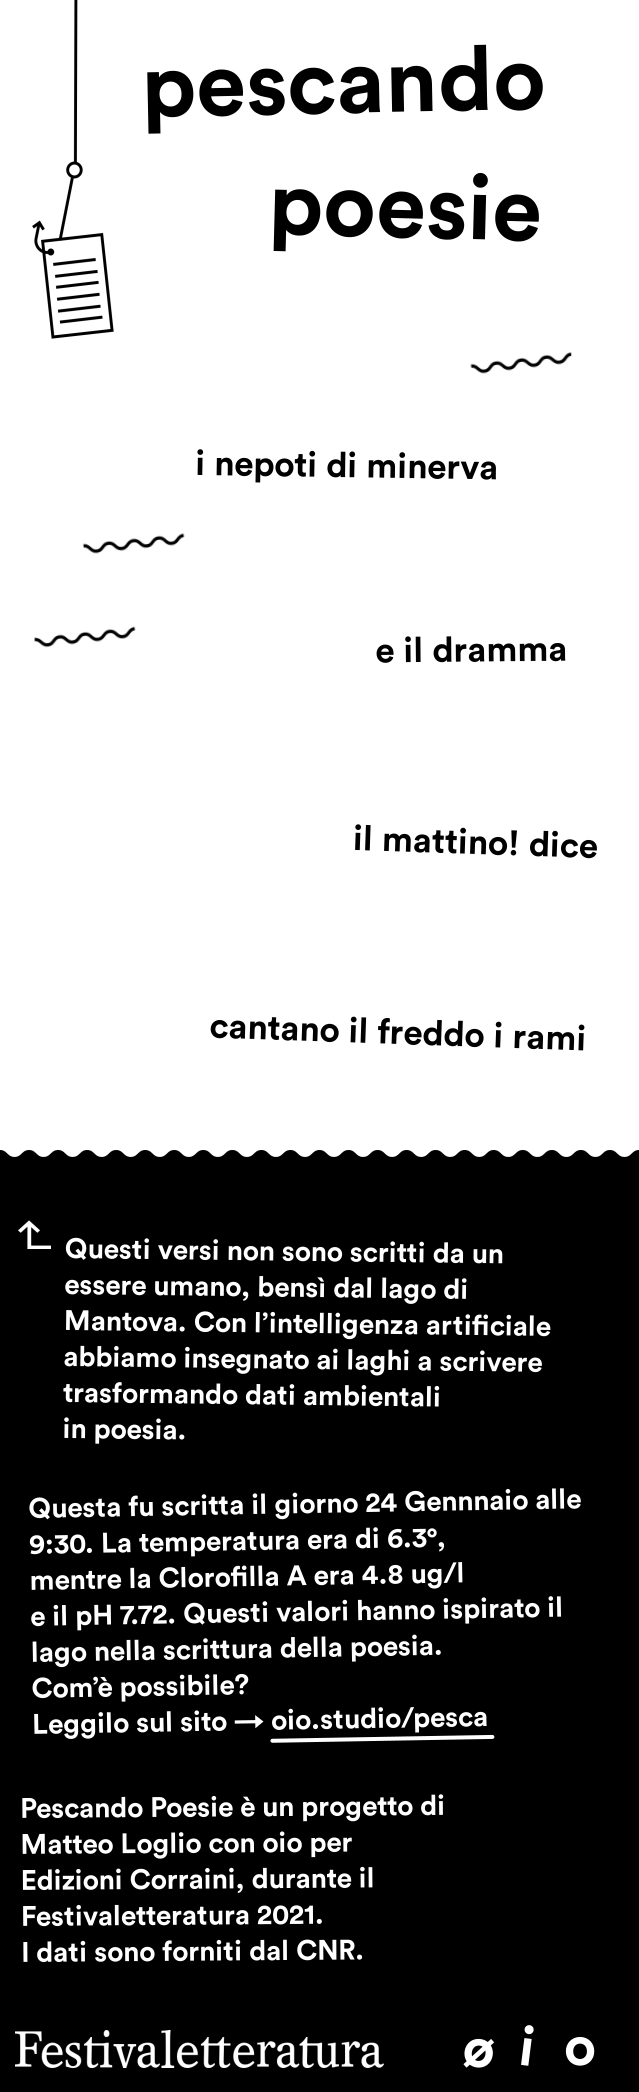 pescando
poesie
i nepoti di minerva
e il dramma
il mattino! dice
cantano il freddo i rami
Questi versi non sono scritti da un
essere umano, bensì dal lago di
Mantova. Con l'intelligenza artificiale
abbiamo insegnato ai laghi a scrivere
trasformando dati ambientali
in poesia.
Questa fu scritta il giorno 24 Gennnaio alle
9:30. La temperatura era di 6.3°,
mentre la Clorofilla A era 4.8 ug/l
e il pH 7.72. Questi valori hanno ispirato il
lago nella scrittura della poesia.
Com'è possibile?
Leggilo sul sito → oio.studio/pesca
Pescando Poesie è un progetto di
Matteo Loglio con oio per
Edizioni Corraini, durante il
Festivaletteratura 2021.
I dati sono forniti dal CNR.
Festivaletteratura ø i o